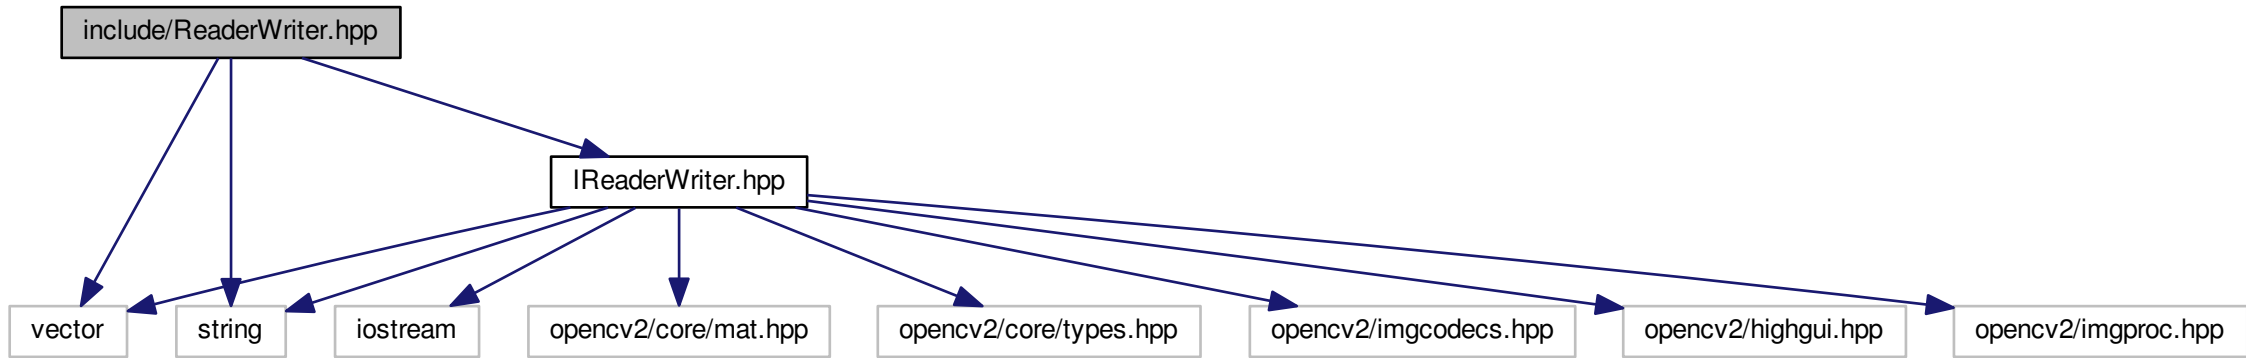 include/ReaderWriter.hpp
IReaderWriter.hpp
vector
string
iostream
opencv2/core/mat.hpp
opencv2/core/types.hpp
opencv2/imgcodecs.hpp
opencv2/highgui.hpp
opencv2/imgproc.hpp